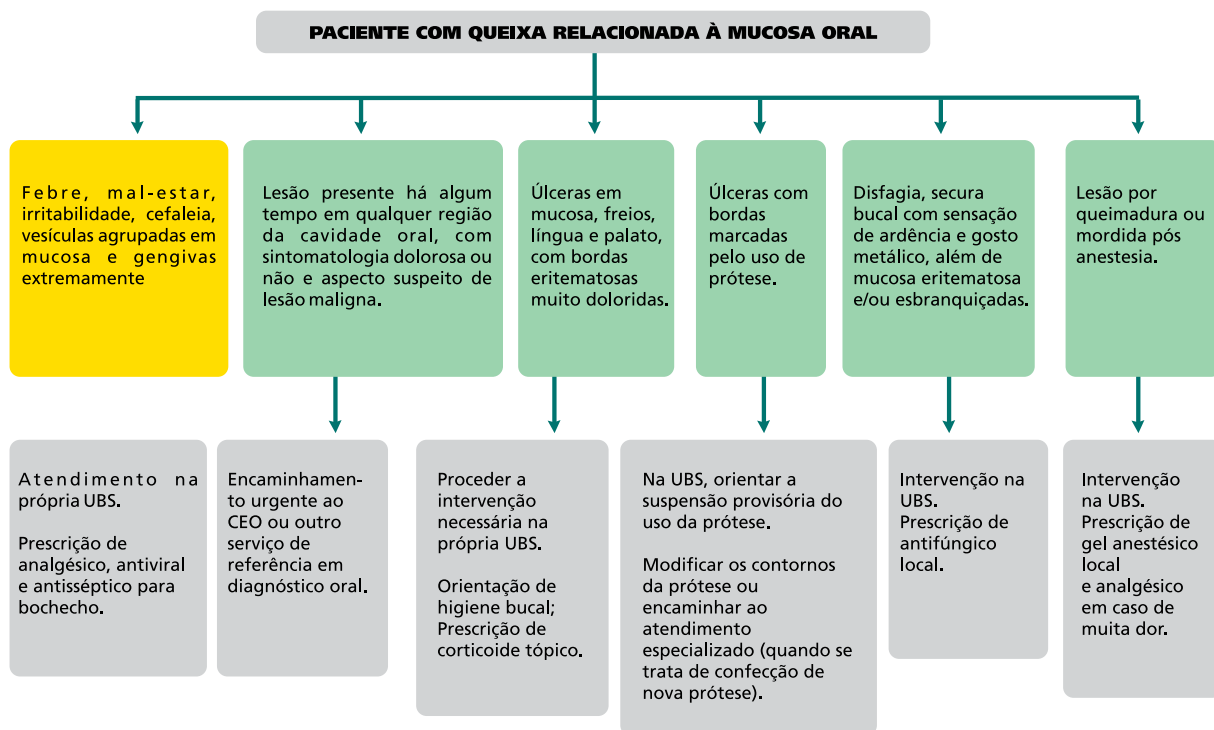 PACIENTE COM QUEIXA RELACIONADA À MUCOSA ORAL
Febre, mal-estar,
irritabilidade, cefaleia,
vesículas agrupadas em
mucosa e gengivas
extremamente
Lesão presente há algum
tempo em qualquer região
da cavidade oral, com
sintomatologia dolorosa ou
não e aspecto suspeito de
lesão maligna.
Úlceras em
mucosa, freios,
língua e palato,
com bordas
eritematosas
muito doloridas.
Úlceras com
bordas
marcadas
pelo uso de
prótese.
Disfagia, secura
bucal com sensação
de ardência e gosto
metálico, além de
mucosa eritematosa
e/ou esbranquiçadas.
Lesão por
queimadura ou
mordida pós
anestesia.
Atendimento na
própria UBS.
Prescrição de
analgésico, antiviral
e antisséptico para
bochecho.
Encaminhamen-
to urgente ao
CEO ou outro
serviço de
referência em
diagnóstico oral.
Proceder a
intervenção
necessária na
própria UBS.
Orientação de
higiene bucal;
Prescrição de
corticoide tópico.
Na UBS, orientar a
suspensão provisória do
uso da prótese.
Modificar os contornos
da prótese ou
encaminhar ao
atendimento
especializado (quando se
trata de confecção de
nova prótese).
Intervenção na
UBS.
Prescrição de
antifúngico
local.
Intervenção
na UBS.
Prescrição de
gel anestésico
local
e analgésico
em caso de
muita dor.